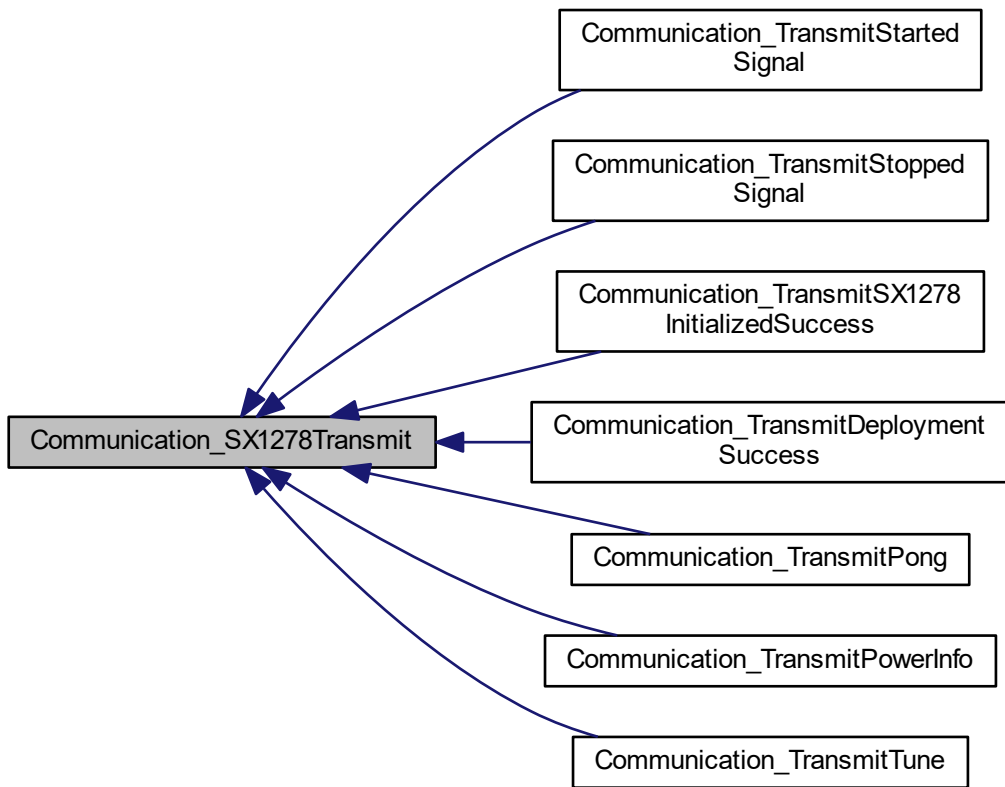 Communication_TransmitStarted
Signal
Communication_TransmitStopped
Signal
Communication_TransmitSX1278
InitializedSuccess
Communication_SX1278Transmit
Communication_TransmitDeployment
Success
Communication_TransmitPong
Communication_TransmitPowerInfo
Communication_TransmitTune